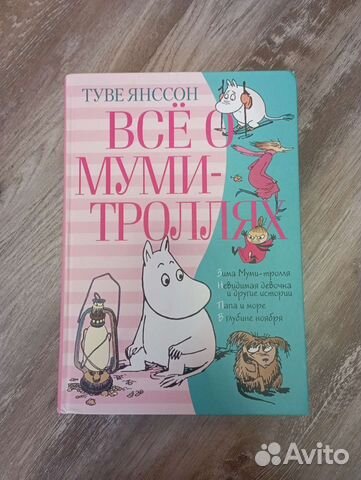 ТУВЕ ЯНССОН
ВСЁ О
МУМИ-
ТРОЛЛЯХ
Зима Муми-тролля
Невидимая девочка
и другие истории
Папа и море
В глубине ноября
Avito